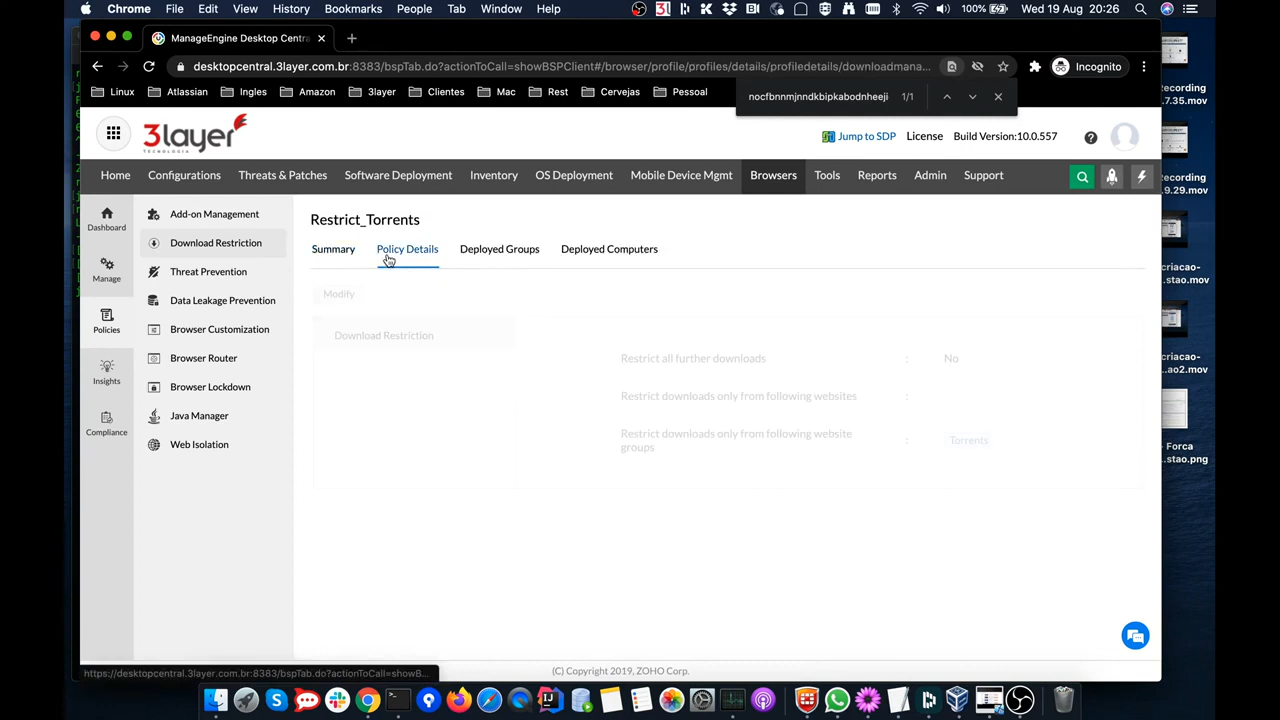 Chrome File Edit View History Bookmarks People Tab Window Help 100% Wed 19 Aug 20:26
ManageEngine Desktop Centra
desktopcentral.3layer.com.br:8383/bspTab.do?actionToCall=showBSPClient#/browser/profile/profiles/details/profiledetails/downloadmana... Incognito
Linux Atlassian Ingles Amazon 3layer Clientes Mac Rest Cervejas Pessoal
1/1
3layer
TECNOLOGIA
Jump to SDP License Build Version:10.0.557
Home Configurations Threats & Patches Software Deployment Inventory OS Deployment Mobile Device Mgmt Browsers Tools Reports Admin Support
Dashboard
Manage
Policies
Insights
Compliance
Add-on Management
Download Restriction
Threat Prevention
Data Leakage Prevention
Browser Customization
Browser Router
Browser Lockdown
Java Manager
Web Isolation
Restrict_Torrents
Summary Policy Details Deployed Groups Deployed Computers
Modify
Download Restriction
Restrict all further downloads : No
Restrict downloads only from following websites :
Restrict downloads only from following website
groups : Torrents
https://desktopcentral.3layer.com.br:8383/bspTab.do?actionToCall=showB...
(C) Copyright 2019, ZOHO Corp.
Recording
7.35.mov
Recording
9.29.mov
criacao-
...stao.mov
criacao-
...ao2.mov
- Forca
...stao.png